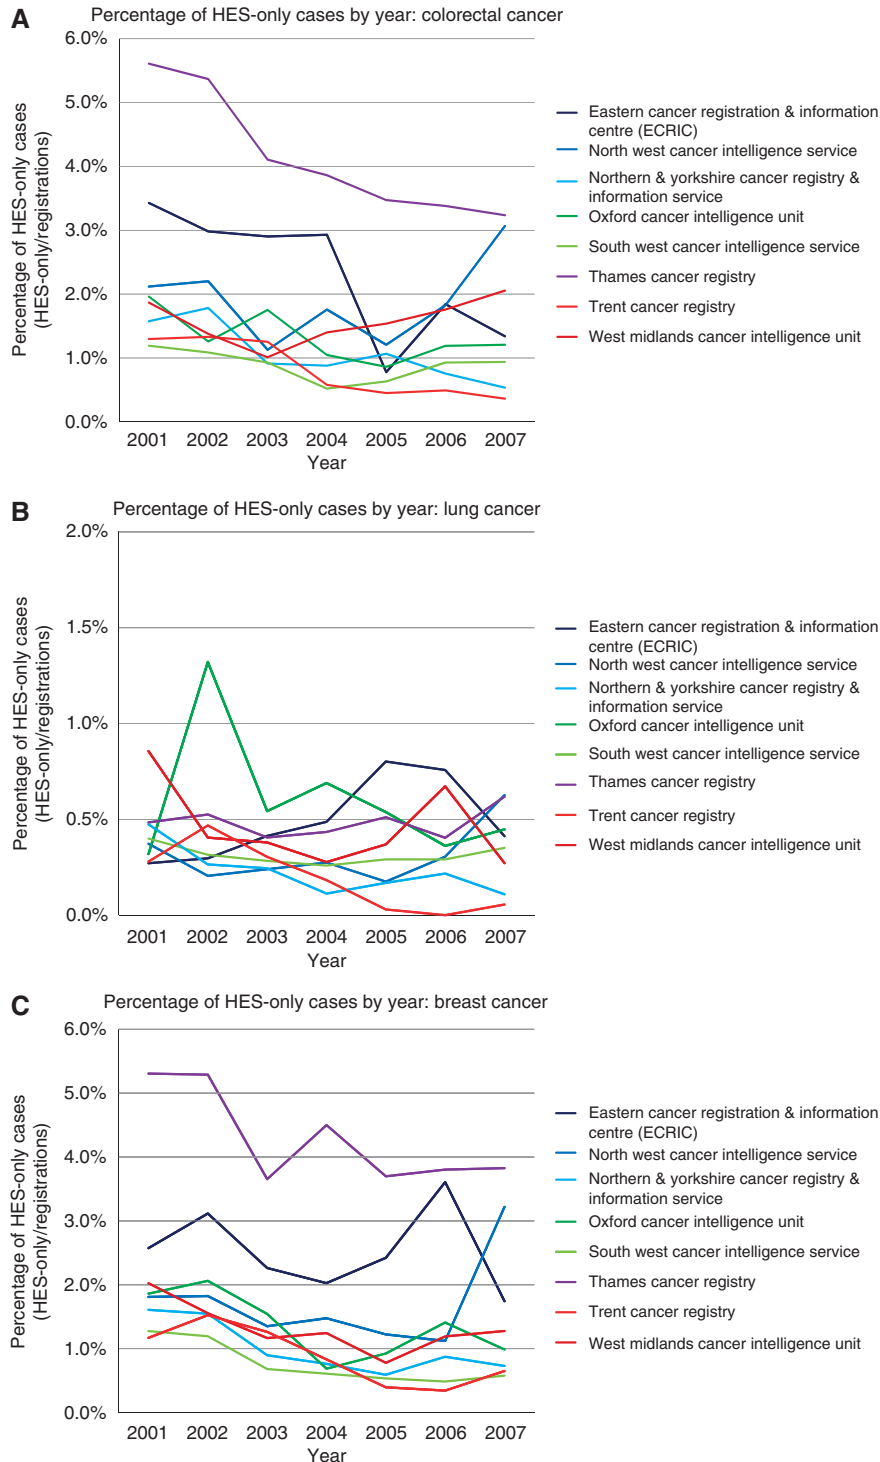 A
Percentage of HES-only cases by year: colorectal cancer
Percentage of HES-only cases
(HES-only/registrations)
6.0%
5.0%
4.0%
3.0%
2.0%
1.0%
0.0%
2001 2002 2003 2004 2005 2006 2007
Year
Eastern cancer registration & information
centre (ECRIC)
North west cancer intelligence service
Northern & yorkshire cancer registry &
information service
Oxford cancer intelligence unit
South west cancer intelligence service
Thames cancer registry
Trent cancer registry
West midlands cancer intelligence unit
B
Percentage of HES-only cases by year: lung cancer
Percentage of HES-only cases
(HES-only/registrations)
2.0%
1.5%
1.0%
0.5%
0.0%
2001 2002 2003 2004 2005 2006 2007
Year
Eastern cancer registration & information
centre (ECRIC)
North west cancer intelligence service
Northern & yorkshire cancer registry &
information service
Oxford cancer intelligence unit
South west cancer intelligence service
Thames cancer registry
Trent cancer registry
West midlands cancer intelligence unit
C
Percentage of HES-only cases by year: breast cancer
Percentage of HES-only cases
(HES-only/registrations)
6.0%
5.0%
4.0%
3.0%
2.0%
1.0%
0.0%
2001 2002 2003 2004 2005 2006 2007
Year
Eastern cancer registration & information
centre (ECRIC)
North west cancer intelligence service
Northern & yorkshire cancer registry &
information service
Oxford cancer intelligence unit
South west cancer intelligence service
Thames cancer registry
Trent cancer registry
West midlands cancer intelligence unit